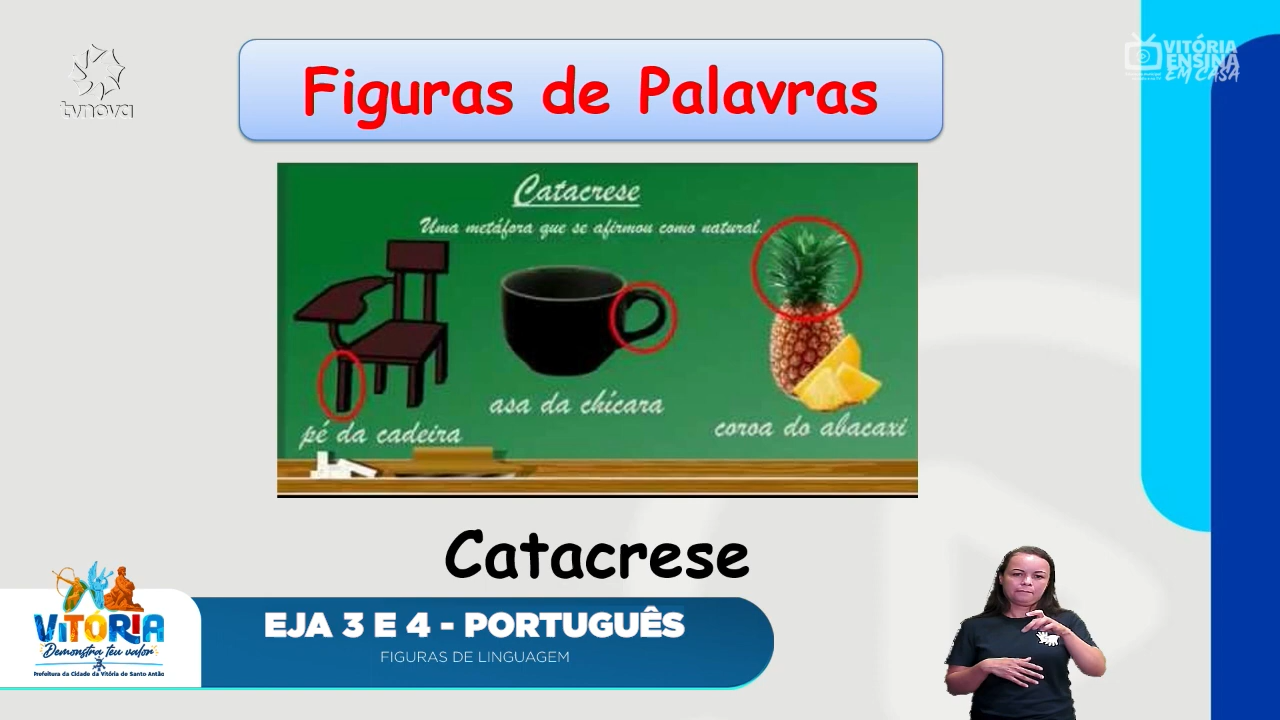 tvnova
VITÓRIA
ENSINA
EM CASA
Figuras de Palavras
Catacrese
Uma metáfora que se afirmou como natural.
pé da cadeira
asa da chícara
coroa do abacaxi
Catacrese
EJA 3 E 4 - PORTUGUÊS
FIGURAS DE LINGUAGEM
ViTÓRIA
Demonstra teu valor
Prefeitura da Cidade da Vitória de Santo Antão